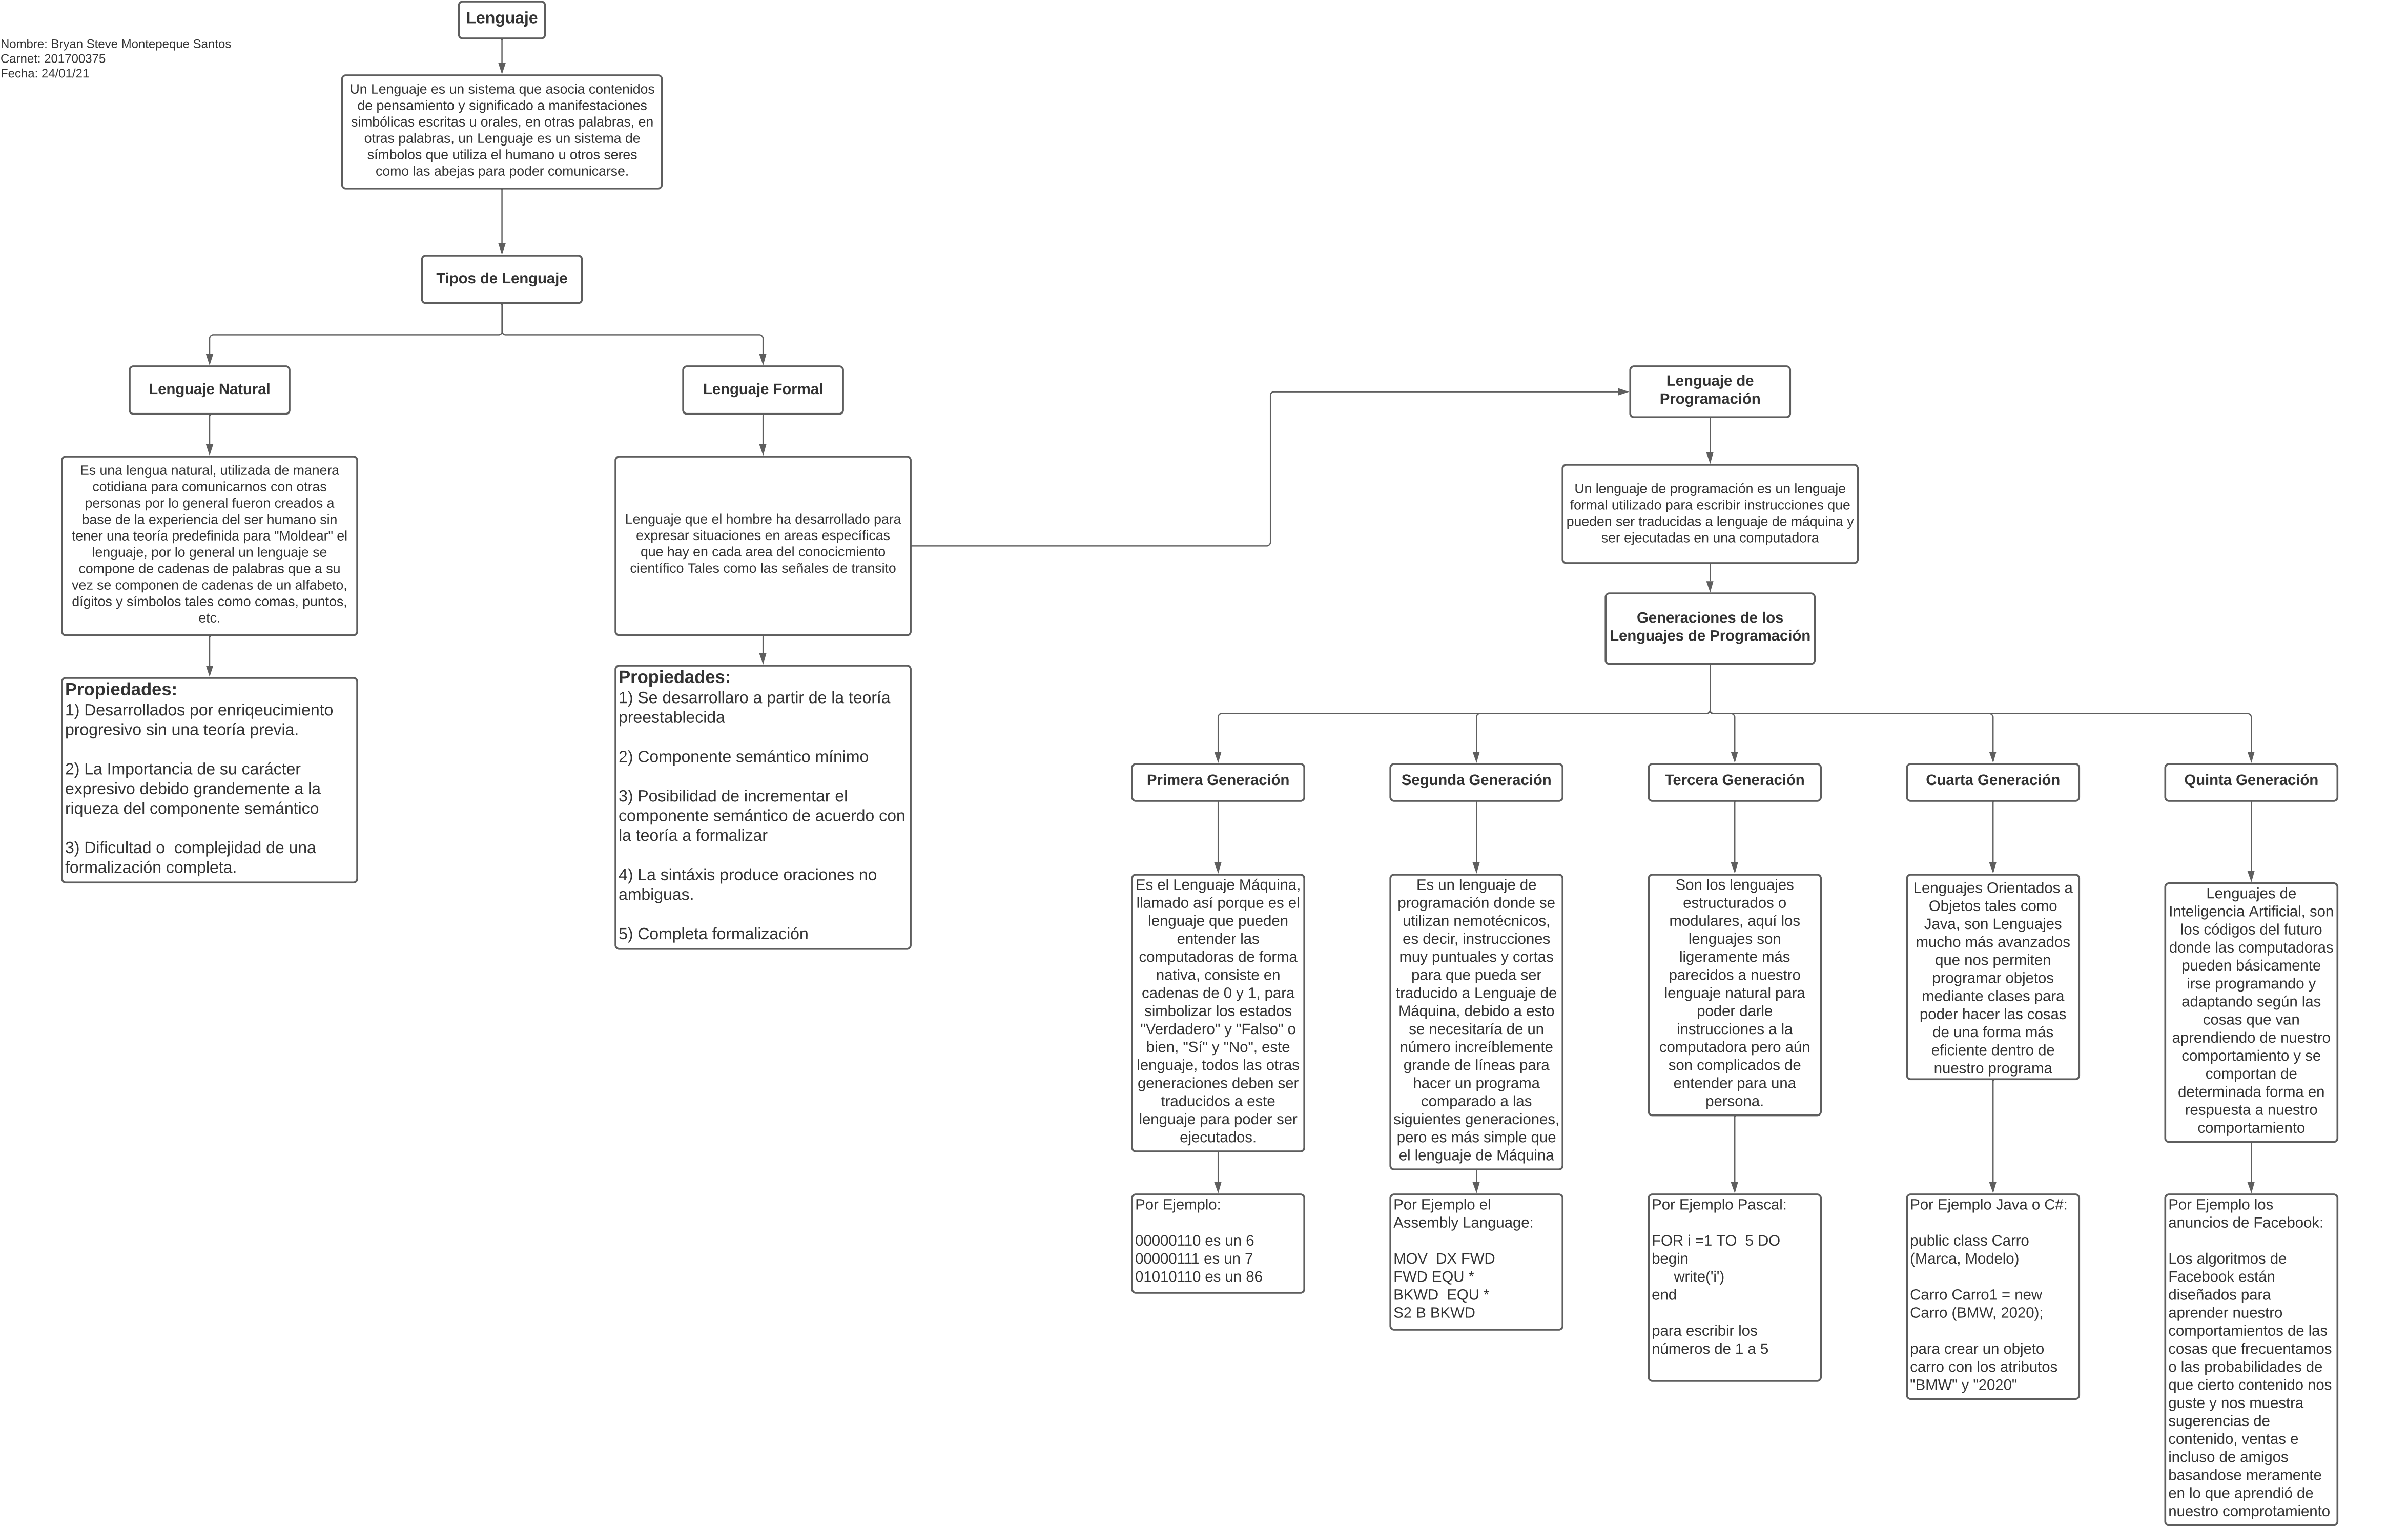 Lenguaje
Nombre: Bryan Steve Montepeque Santos
Carnet: 201700375
Fecha: 24/01/21
Un Lenguaje es un sistema que asocia contenidos
de pensamiento y significado a manifestaciones
simbólicas escritas u orales, en otras palabras, en
otras palabras, un Lenguaje es un sistema de
símbolos que utiliza el humano u otros seres
como las abejas para poder comunicarse.
Tipos de Lenguaje
Lenguaje Natural
Es una lengua natural, utilizada de manera
cotidiana para comunicarnos con otras
personas por lo general fueron creados a
base de la experiencia del ser humano sin
tener una teoría predefinida para "Moldear" el
lenguaje, por lo general un lenguaje se
compone de cadenas de palabras que a su
vez se componen de cadenas de un alfabeto,
dígitos y símbolos tales como comas, puntos,
etc.
Propiedades:
1) Desarrollados por enriqeucimiento
progresivo sin una teoría previa.
2) La Importancia de su carácter
expresivo debido grandemente a la
riqueza del componente semántico
3) Dificultad o  complejidad de una
formalización completa.
Lenguaje Formal
Lenguaje que el hombre ha desarrollado para
expresar situaciones en areas específicas
que hay en cada area del conocicmiento
científico Tales como las señales de transito
Propiedades:
1) Se desarrollaro a partir de la teoría
preestablecida
2) Componente semántico mínimo
3) Posibilidad de incrementar el
componente semántico de acuerdo con
la teoría a formalizar
4) La sintáxis produce oraciones no
ambiguas.
5) Completa formalización
Lenguaje de
Programación
Un lenguaje de programación es un lenguaje
formal utilizado para escribir instrucciones que
pueden ser traducidas a lenguaje de máquina y
ser ejecutadas en una computadora
Generaciones de los
Lenguajes de Programación
Primera Generación
Es el Lenguaje Máquina,
llamado así porque es el
lenguaje que pueden
entender las
computadoras de forma
nativa, consiste en
cadenas de 0 y 1, para
simbolizar los estados
"Verdadero" y "Falso" o
bien, "Sí" y "No", este
lenguaje, todos las otras
generaciones deben ser
traducidos a este
lenguaje para poder ser
ejecutados.
Por Ejemplo:
00000110 es un 6
00000111 es un 7
01010110 es un 86
Segunda Generación
Es un lenguaje de
programación donde se
utilizan nemotécnicos,
es decir, instrucciones
muy puntuales y cortas
para que pueda ser
traducido a Lenguaje de
Máquina, debido a esto
se necesitaría de un
número increíblemente
grande de líneas para
hacer un programa
comparado a las
siguientes generaciones,
pero es más simple que
el lenguaje de Máquina
Por Ejemplo el
Assembly Language:
MOV  DX FWD
FWD EQU *
BKWD  EQU *
S2 B BKWD
Tercera Generación
Son los lenguajes
estructurados o
modulares, aquí los
lenguajes son
ligeramente más
parecidos a nuestro
lenguaje natural para
poder darle
instrucciones a la
computadora pero aún
son complicados de
entender para una
persona.
Por Ejemplo Pascal:
FOR i =1 TO  5 DO
begin
write('i')
end
para escribir los
números de 1 a 5
Cuarta Generación
Lenguajes Orientados a
Objetos tales como
Java, son Lenguajes
mucho más avanzados
que nos permiten
programar objetos
mediante clases para
poder hacer las cosas
de una forma más
eficiente dentro de
nuestro programa
Por Ejemplo Java o C#:
public class Carro
(Marca, Modelo)
Carro Carro1 = new
Carro (BMW, 2020);
para crear un objeto
carro con los atributos
"BMW" y "2020"
Quinta Generación
Lenguajes de
Inteligencia Artificial, son
los códigos del futuro
donde las computadoras
pueden básicamente
irse programando y
adaptando según las
cosas que van
aprendiendo de nuestro
comportamiento y se
comportan de
determinada forma en
respuesta a nuestro
comportamiento
Por Ejemplo los
anuncios de Facebook:
Los algoritmos de
Facebook están
diseñados para
aprender nuestro
comportamientos de las
cosas que frecuentamos
o las probabilidades de
que cierto contenido nos
guste y nos muestra
sugerencias de
contenido, ventas e
incluso de amigos
basandose meramente
en lo que aprendió de
nuestro comprotamiento